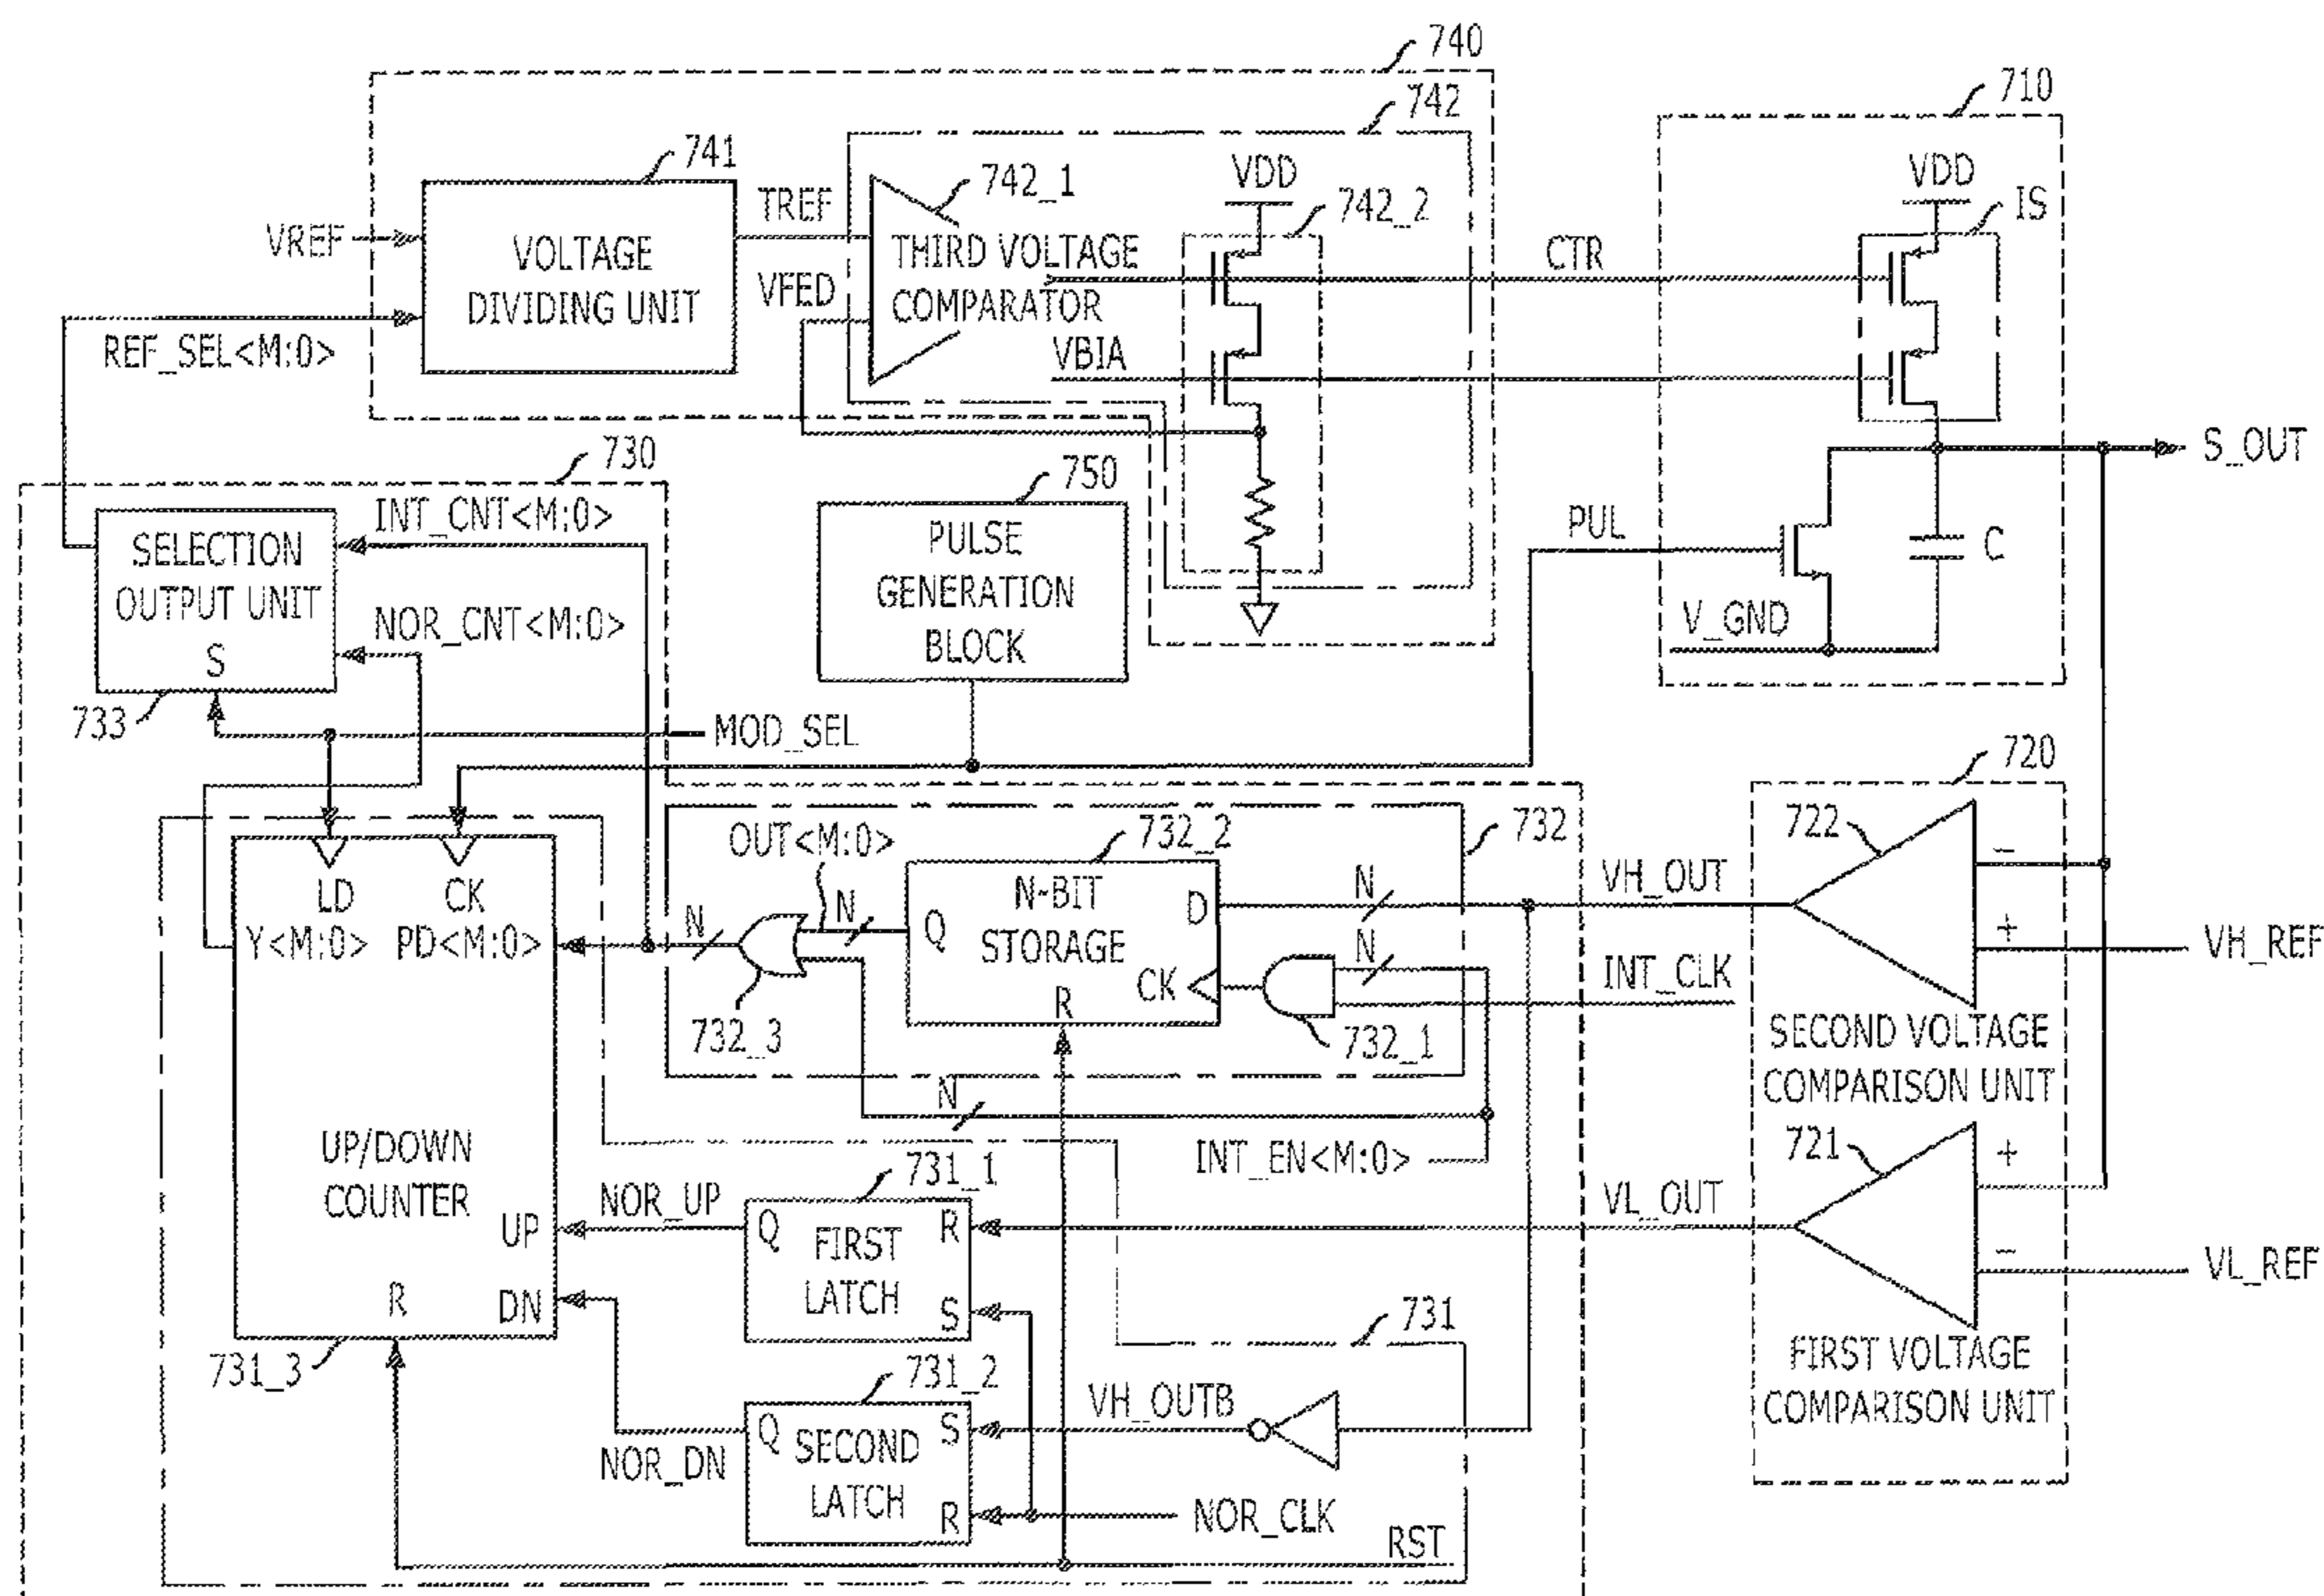 740
710
742
741
742_1
VDD
742_2
VDD
IS
VREF
TREF
VOLTAGE
DIVIDING UNIT
THIRD VOLTAGE
COMPARATOR
CTR
VFED
REF_SEL<M:0>
VBIA
S_OUT
730
750
INT_CNT<M:0>
SELECTION
OUTPUT UNIT
S
PULSE
GENERATION
BLOCK
PUL
C
NOR_CNT<M:0>
V_GND
733
MOD_SEL
720
OUT<M:0>
732_2
732
722
LD
CK
Y<M:0>
PD<M:0>
N
N
Q
N-BIT
STORAGE
D
N
VH_OUT
-
+
VH_REF
N
CK
R
INT_CLK
732_3
732_1
SECOND VOLTAGE
COMPARISON UNIT
N
UP/DOWN
COUNTER
INT_EN<M:0>
721
+
731_1
NOR_UP
VL_OUT
UP
Q
FIRST
LATCH
R
S
-
VL_REF
R
DN
731
731_3
731_2
FIRST VOLTAGE
COMPARISON UNIT
VH_OUTB
NOR_DN
Q
SECOND
LATCH
S
R
NOR_CLK
RST